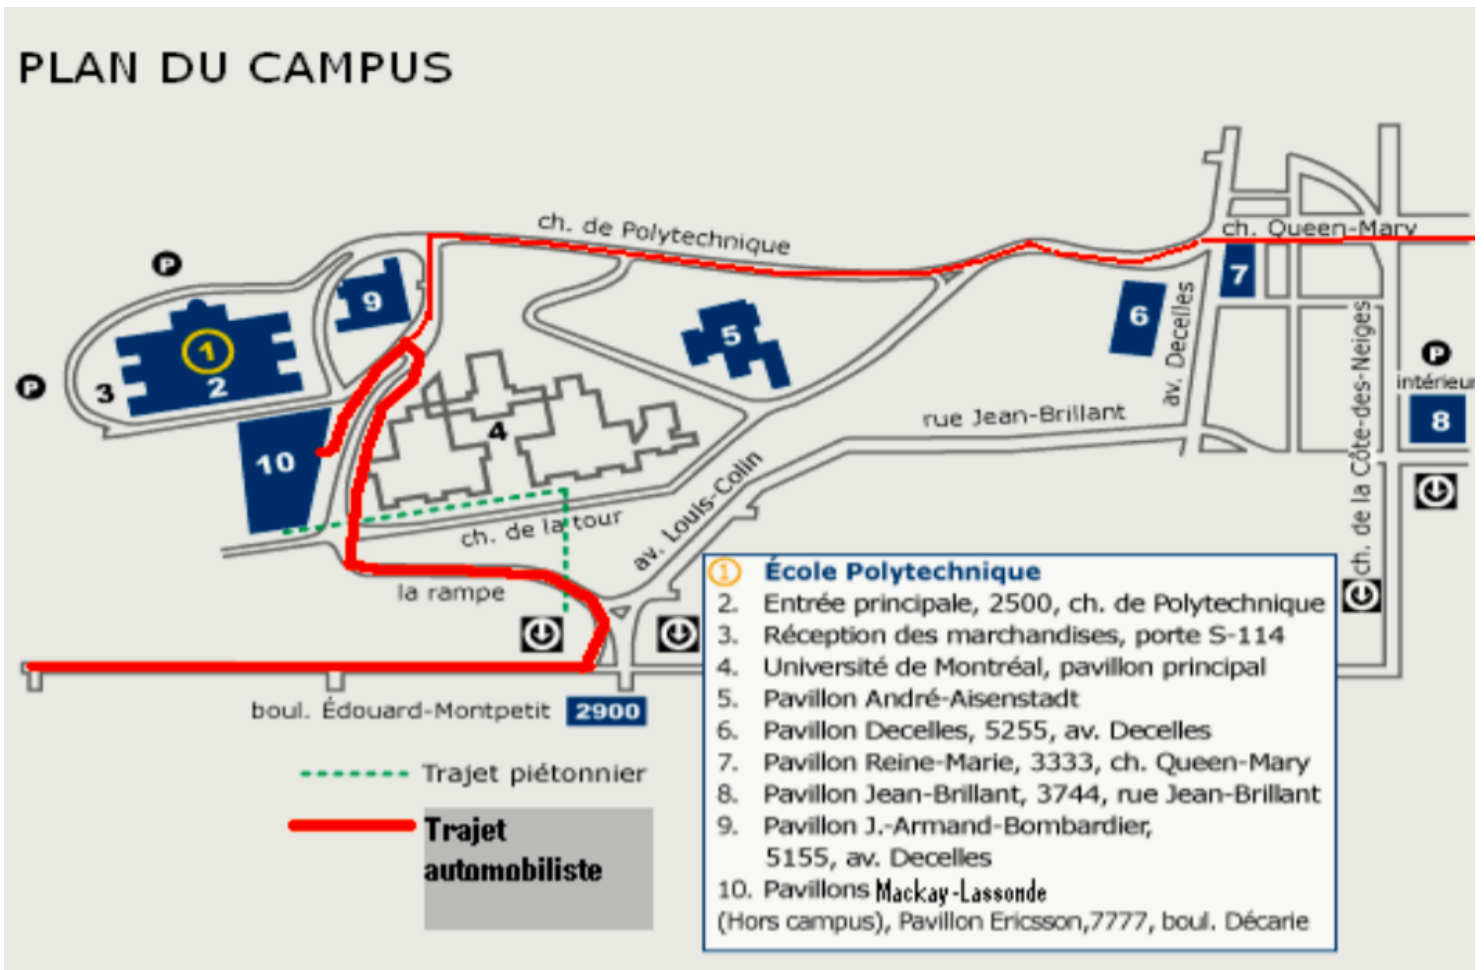 PLAN DU CAMPUS
ch. de Polytechnique
ch. Queen-Mary
P
9
7
1
5
6
2
av. Decelles
P
3
P
intérieur
ch. de la Côte-des-Neiges
rue Jean-Brillant
8
4
10
av. Louis-Colin
ch. de la tour
la rampe
boul. Édouard-Montpetit 2900
Trajet piétonnier
Trajet
automobiliste
1 École Polytechnique
2. Entrée principale, 2500, ch. de Polytechnique
3. Réception des marchandises, porte S-114
4. Université de Montréal, pavillon principal
5. Pavillon André-Aisenstadt
6. Pavillon Decelles, 5255, av. Decelles
7. Pavillon Reine-Marie, 3333, ch. Queen-Mary
8. Pavillon Jean-Brillant, 3744, rue Jean-Brillant
9. Pavillon J.-Armand-Bombardier,
5155, av. Decelles
10. Pavillons Mackay-Lassonde
(Hors campus), Pavillon Ericsson,7777, boul. Décarie